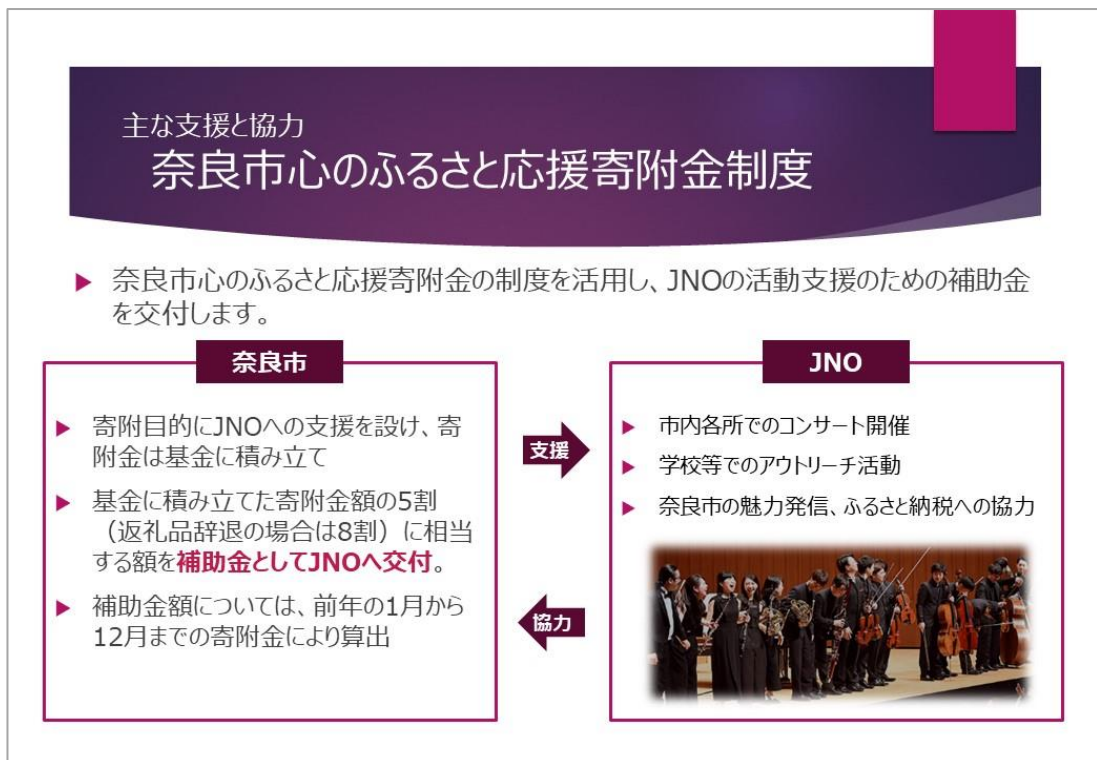 主な支援と協力
奈良市心のふるさと応援寄附金制度
奈良市心のふるさと応援寄附金の制度を活用し、JNOの活動支援のための補助金
を交付します。
奈良市
寄附目的にJNOへの支援を設け、寄
附金は基金に積み立て
基金に積み立てた寄附金額の5割
（返礼品辞退の場合は8割）に相当
する額を補助金としてJNOへ交付。
補助金額については、前年の1月から
12月までの寄附金により算出
支援
協力
JNO
市内各所でのコンサート開催
学校等でのアウトリーチ活動
奈良市の魅力発信、ふるさと納税への協力